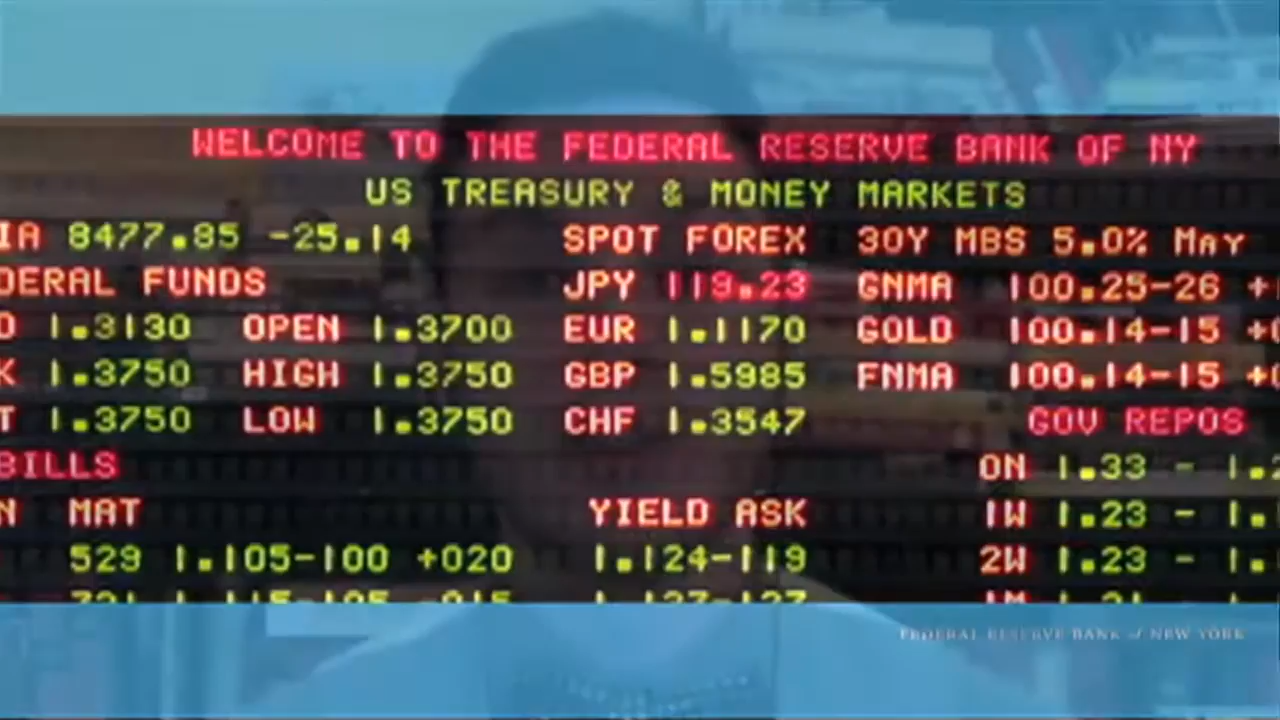 WELCOME TO THE FEDERAL RESERVE BANK OF NY
US TREASURY & MONEY MARKETS
IA 8477.85 -25.14 SPOT FOREX 30Y MBS 5.0% MAY
DERAL FUNDS JPY 119.23 GNMA 100.25-26 +
1.3130 OPEN 1.3700 EUR 1.1170 GOLD 100.14-15 +
K 1.3750 HIGH 1.3750 GBP 1.5985 FNMA 100.14-15 +
T 1.3750 LOW 1.3750 CHF 1.3547 GOV REPOS
BILLS ON 1.33 - 1.2
N MAT YIELD ASK 1W 1.23 - 1.
529 1.105-100 +020 1.124-119 2W 1.23 - 1.
FEDERAL RESERVE BANK of NEW YORK